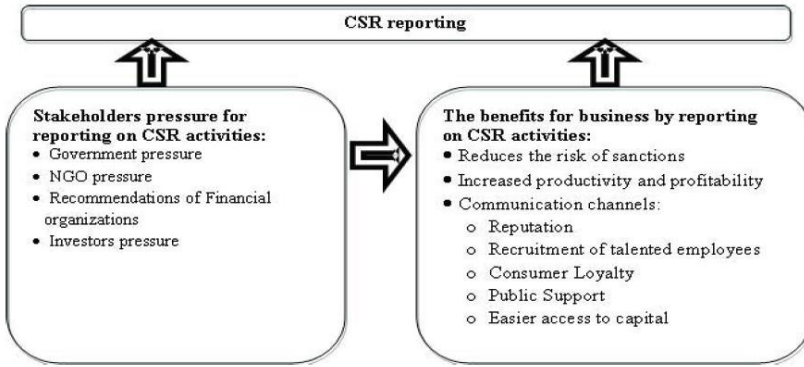 CSR reporting
Stakeholders pressure for
reporting on CSR activities:
• Government pressure
• NGO pressure
• Recommendations of Financial
organizations
• Investors pressure
The benefits for business by reporting
on CSR activities:
• Reduces the risk of sanctions
• Increased productivity and profitability
• Communication channels:
o Reputation
o Recruitment of talented employees
o Consumer Loyalty
o Public Support
o Easier access to capital